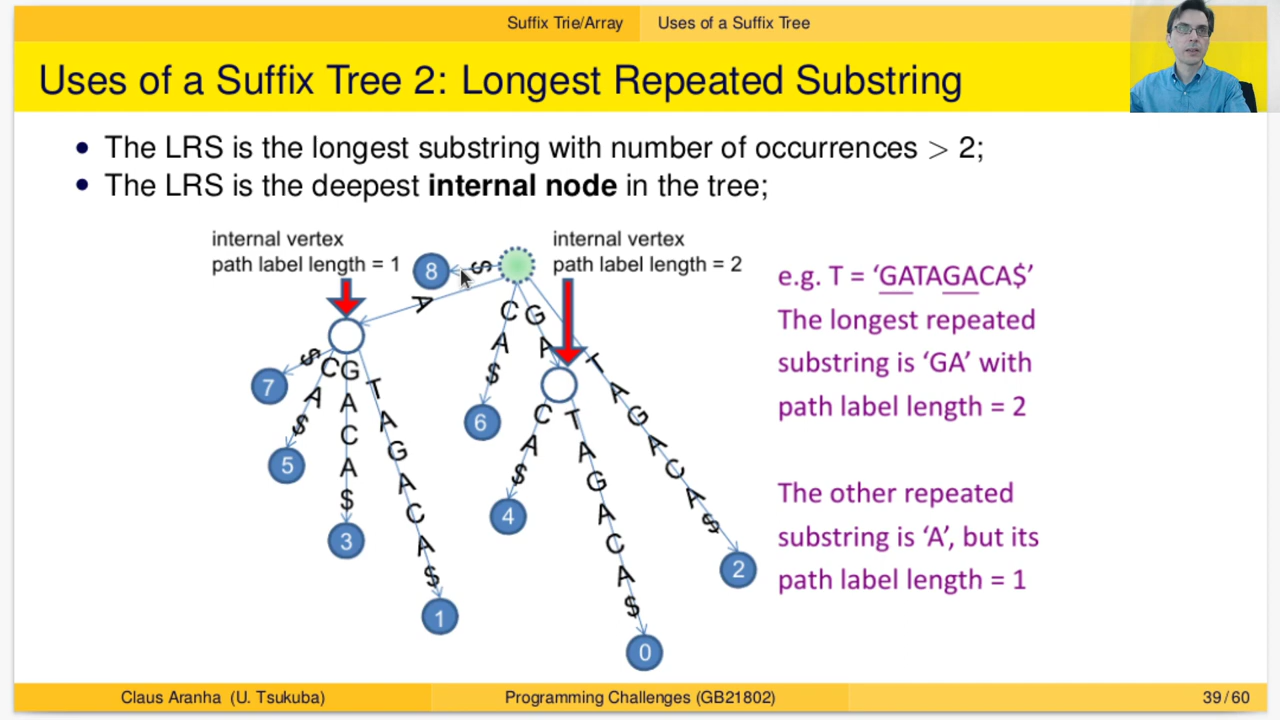 Suffix Trie/Array Uses of a Suffix Tree
Uses of a Suffix Tree 2: Longest Repeated Substring
• The LRS is the longest substring with number of occurrences > 2;
• The LRS is the deepest internal node in the tree;
internal vertex
path label length = 1
internal vertex
path label length = 2
8
$
A
C A $
G A
T A G A C A $
$
C A $
G A C A $
T A G A C A $
7
5
3
1
6
C A $
T A G A C A $
4
0
2
e.g. T = ‘GATAGACA$’
The longest repeated
substring is ‘GA’ with
path label length = 2
The other repeated
substring is ‘A’, but its
path label length = 1
Claus Aranha (U. Tsukuba) Programming Challenges (GB21802) 39/60